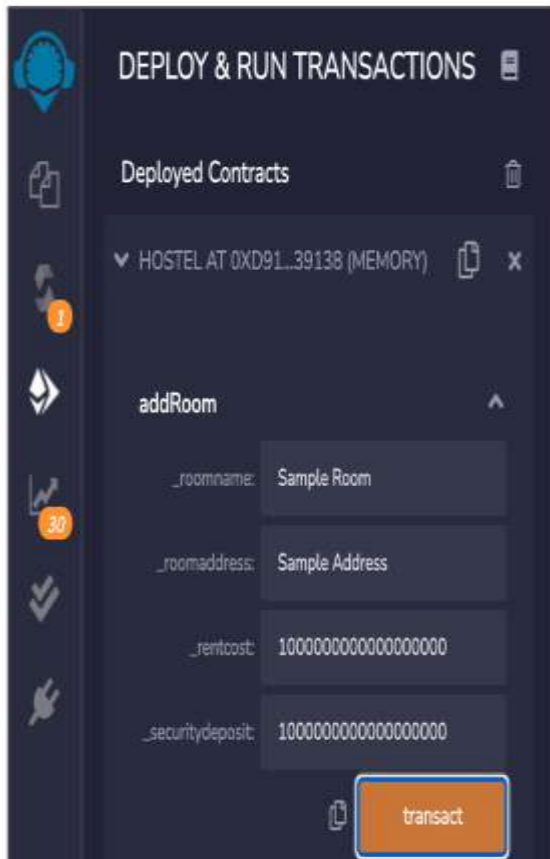 DEPLOY & RUN TRANSACTIONS
Deployed Contracts
HOSTEL AT 0XD91...39138 (MEMORY)
1
addRoom
_roomname: Sample Room
30
_roomaddress: Sample Address
_rentcost: 1000000000000000000
_securitydeposit: 1000000000000000000
transact